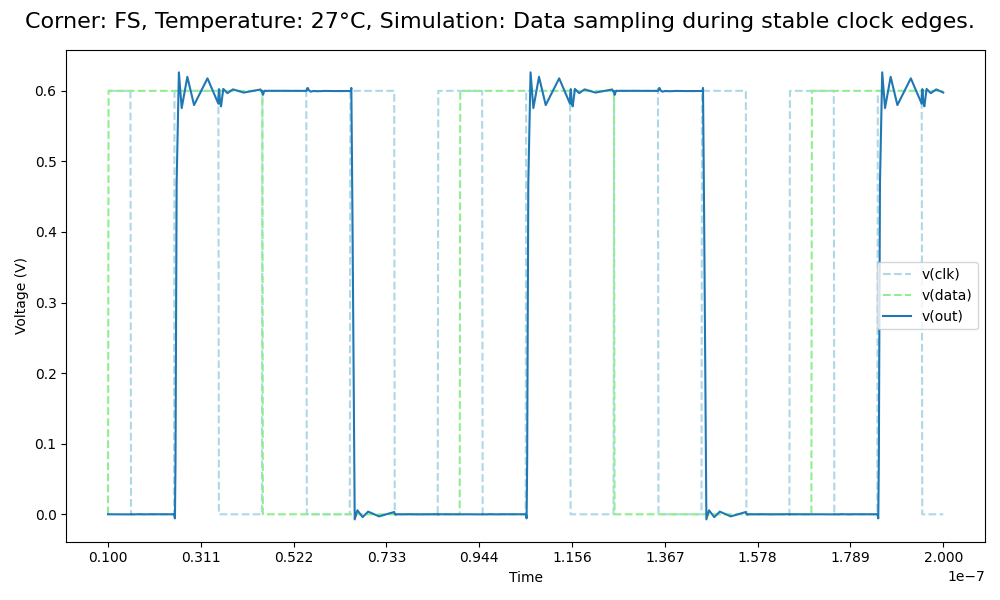 Corner: FS, Temperature: 27°C, Simulation: Data sampling during stable clock edges.
Voltage (V)
0.6
0.5
0.4
0.3
0.2
0.1
0.0
v(clk)
v(data)
v(out)
0.100 0.311 0.522 0.733 0.944 1.156 1.367 1.578 1.789 2.000
Time
1e−7